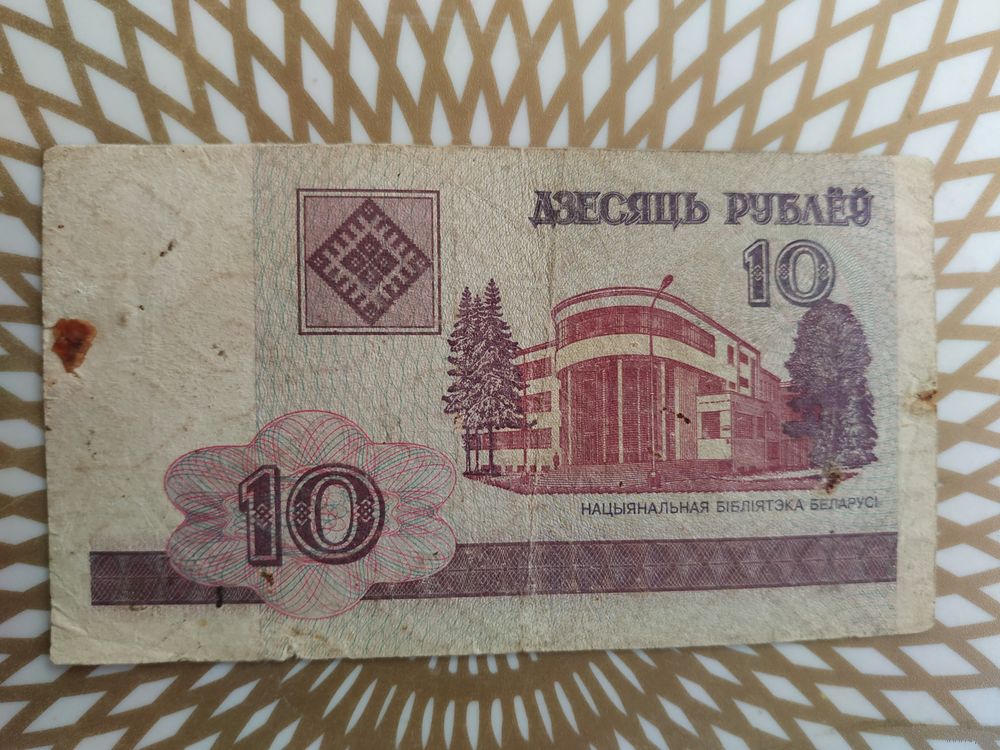 ДЗЕСЯЦЬ РУБЛЁЎ
10
НАЦЫЯНАЛЬНАЯ БІБЛІЯТЭКА БЕЛАРУСІ
10